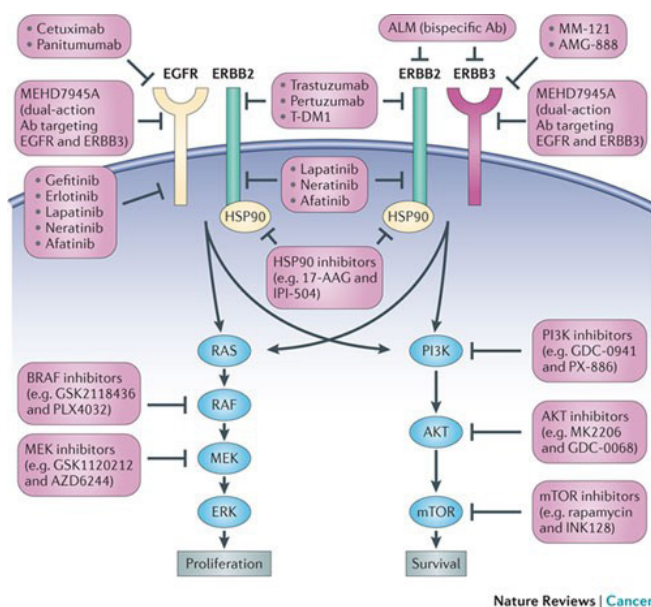 • Cetuximab
• Panitumumab
EGFR
ERBB2
ALM (bispecific Ab)
ERBB2
ERBB3
• MM-121
• AMG-888
MEHD7945A
(dual-action
Ab targeting
EGFR and ERBB3)
• Trastuzumab
• Pertuzumab
• T-DM1
MEHD7945A
(dual-action
Ab targeting
EGFR and ERBB3)
• Gefitinib
• Erlotinib
• Lapatinib
• Neratinib
• Afatinib
• Lapatinib
• Neratinib
• Afatinib
HSP90
HSP90
HSP90 inhibitors
(e.g. 17-AAG and
IPI-504)
RAS
PI3K
PI3K inhibitors
(e.g. GDC-0941
and PX-886)
BRAF inhibitors
(e.g. GSK2118436
and PLX4032)
RAF
AKT
AKT inhibitors
(e.g. MK2206
and GDC-0068)
MEK inhibitors
(e.g. GSK1120212
and AZD6244)
MEK
ERK
mTOR
mTOR inhibitors
(e.g. rapamycin
and INK128)
Proliferation
Survival
Nature Reviews | Cancer